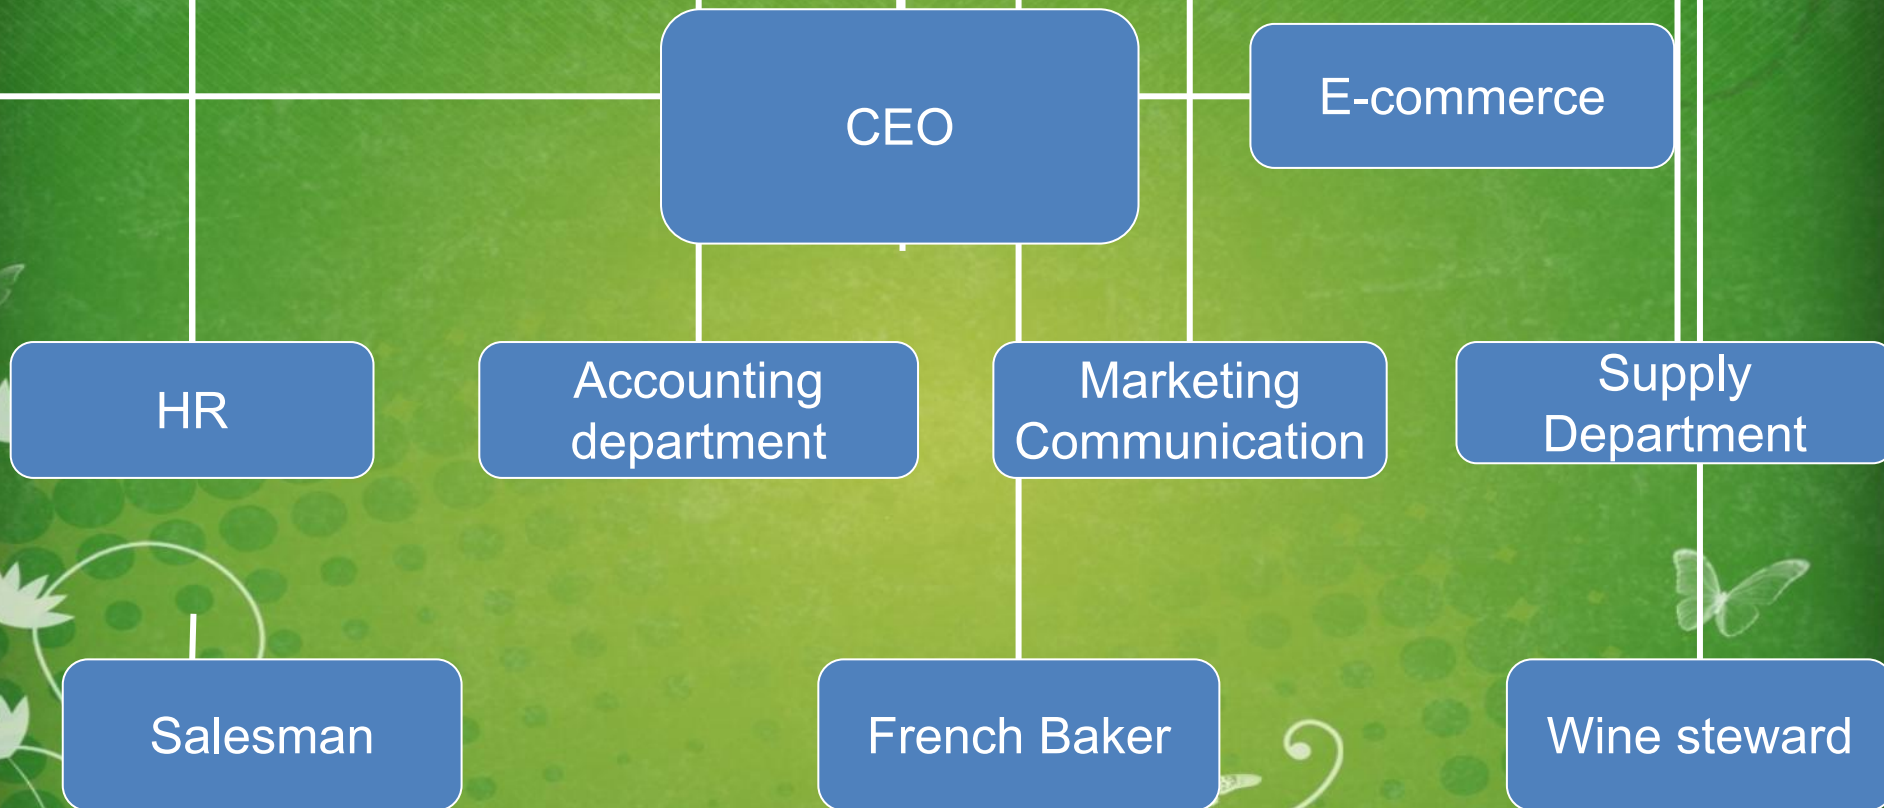 CEO
E-commerce
HR
Accounting
department
Marketing
Communication
Supply
Department
Salesman
French Baker
Wine steward